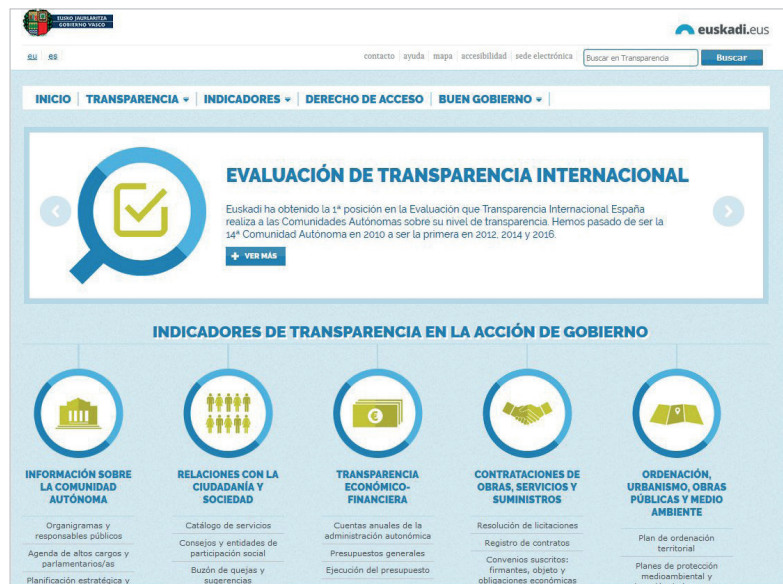 EUSKO JAURLARITZA
GOBIERNO VASCO
euskadi.eus
eu es
contacto ayuda mapa accesibilidad sede electrónica Buscar en Transparencia Buscar
INICIO TRANSPARENCIA INDICADORES DERECHO DE ACCESO BUEN GOBIERNO
EVALUACIÓN DE TRANSPARENCIA INTERNACIONAL
Euskadi ha obtenido la 1ª posición en la Evaluación que Transparencia Internacional España
realiza a las Comunidades Autónomas sobre su nivel de transparencia. Hemos pasado de ser la
14ª Comunidad Autónoma en 2010 a ser la primera en 2012, 2014 y 2016.
+ VER MÁS
INDICADORES DE TRANSPARENCIA EN LA ACCIÓN DE GOBIERNO
INFORMACIÓN SOBRE
LA COMUNIDAD
AUTÓNOMA
Organigramas y
responsables públicos
Agenda de altos cargos y
parlamentarios/as
Planificación estratégica y
RELACIONES CON LA
CIUDADANÍA Y
SOCIEDAD
Catálogo de servicios
Consejos y entidades de
participación social
Buzón de quejas y
sugerencias
TRANSPARENCIA
ECONÓMICO-
FINANCIERA
Cuentas anuales de la
administración autonómica
Presupuestos generales
Ejecución del presupuesto
CONTRATACIONES DE
OBRAS, SERVICIOS Y
SUMINISTROS
Resolución de licitaciones
Registro de contratos
Convenios suscritos:
firmantes, objeto y
obligaciones económicas
ORDENACIÓN,
URBANISMO, OBRAS
PÚBLICAS Y MEDIO
AMBIENTE
Plan de ordenación
territorial
Planes de protección
medioambiental y